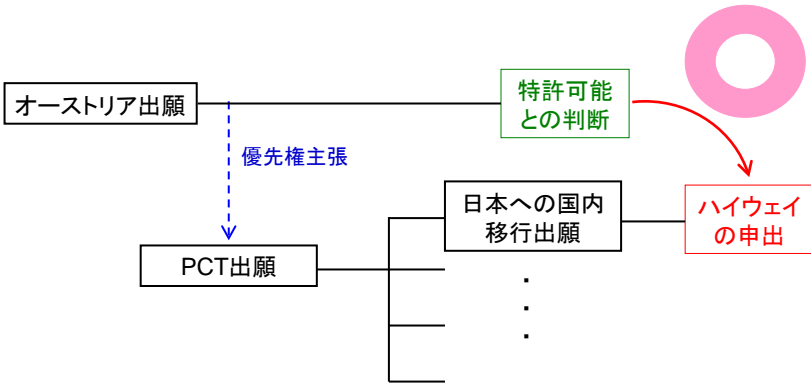 オーストリア出願
特許可能
との判断
優先権主張
日本への国内
移行出願
ハイウェイ
の申出
PCT出願
・
・
・